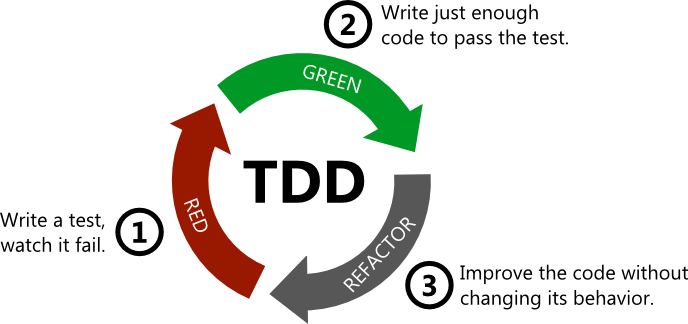 2
Write just enough
code to pass the test.
GREEN
TDD
Write a test,
watch it fail.
1
RED
REFACTOR
3
Improve the code without
changing its behavior.